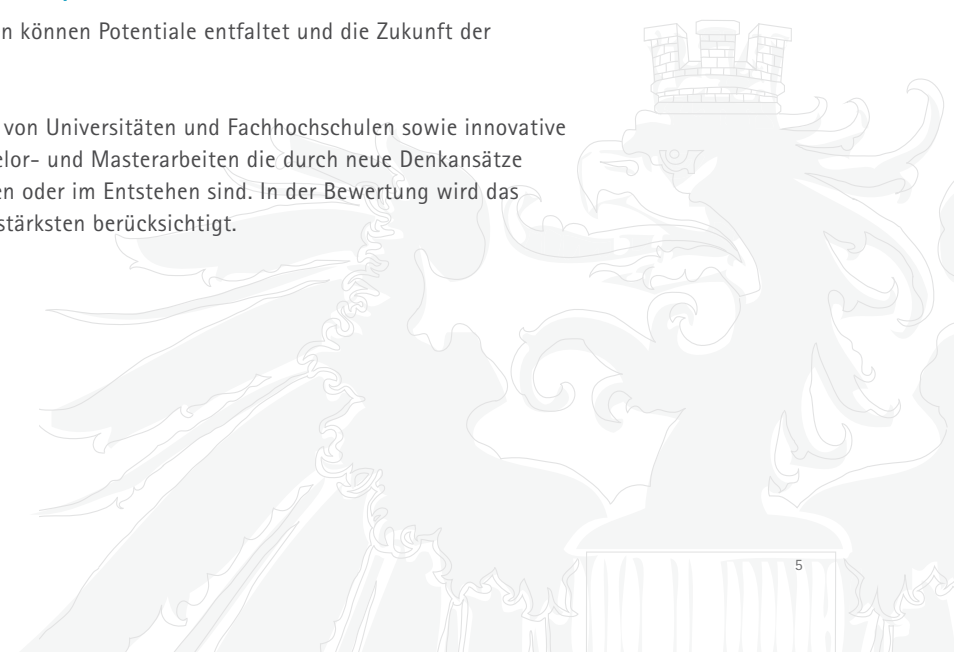 n können Potentiale entfaltet und die Zukunft der
von Universitäten und Fachhochschulen sowie innovative
elor- und Masterarbeiten die durch neue Denkansätze
en oder im Entstehen sind. In der Bewertung wird das
stärksten berücksichtigt.
5